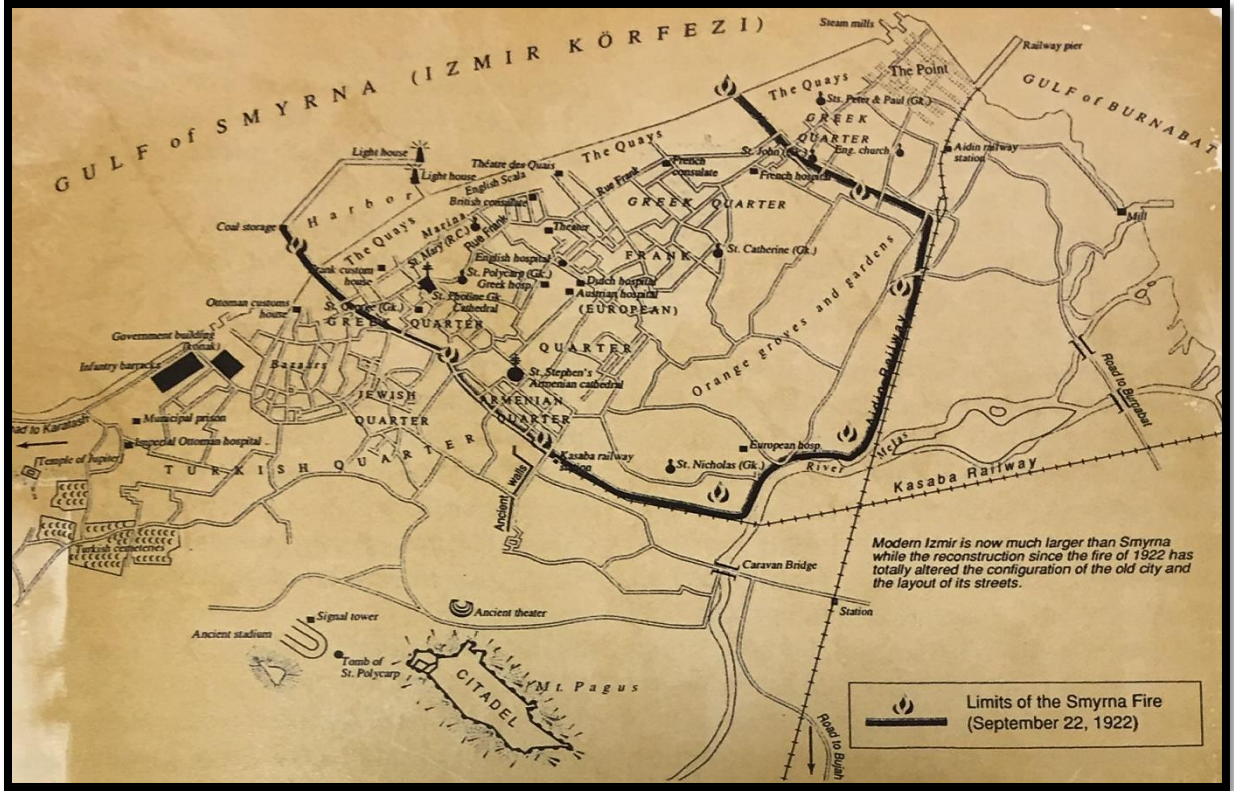 GULF of SMYRNA (IZMIR KÖRFEZI)
Steam mills
Railway pier
The Point
GULF of BURNABAT
The Quays
Sts. Peter & Paul (Gk.)
GREEK
QUARTER
St. John (Gk.)
Eng. church
Aidin railway
station
Light house
Light house
The Quays
Théatre des Quais
English Scala
British consulate
Rue Frank
French
consulate
French hospital
GREEK QUARTER
Mill
Coal storage
Harbor
The Quays
Marina
St. Mary (R.C.)
Rue Frank
Theater
FRANK
St. Catherine (Gk.)
English hospital
Frank custom
house
St. Polycarp (Gk.)
Greek hosp.
Dutch hospital
Austrian hospital
(EUROPEAN)
St. Photine Gk.
Cathedral
Ottoman customs
house
St. George (Gk.)
GREEK QUARTER
QUARTER
Orange groves and gardens
Government building
(konak)
Infantry barracks
Bazaars
St. Stephen's
Armenian cathedral
JEWISH
QUARTER
ARMENIAN
QUARTER
Railway
Road to Burnabat
ad to Karatash
Municipal prison
Imperial Ottoman hospital
TURKISH QUARTER
Temple of Jupiter
Kasaba railway
station
European hosp.
St. Nicholas (Gk.)
River Melas
Kasaba Railway
Ancient walls
Turkish cemeteries
Modern Izmir is now much larger than Smyrna
while the reconstruction since the fire of 1922 has
totally altered the configuration of the old city and
the layout of its streets.
Caravan Bridge
Station
Signal tower
Ancient theater
Ancient stadium
Tomb of
St. Polycarp
CITADEL
Mt. Pagus
Road to Bujah
Limits of the Smyrna Fire
(September 22, 1922)